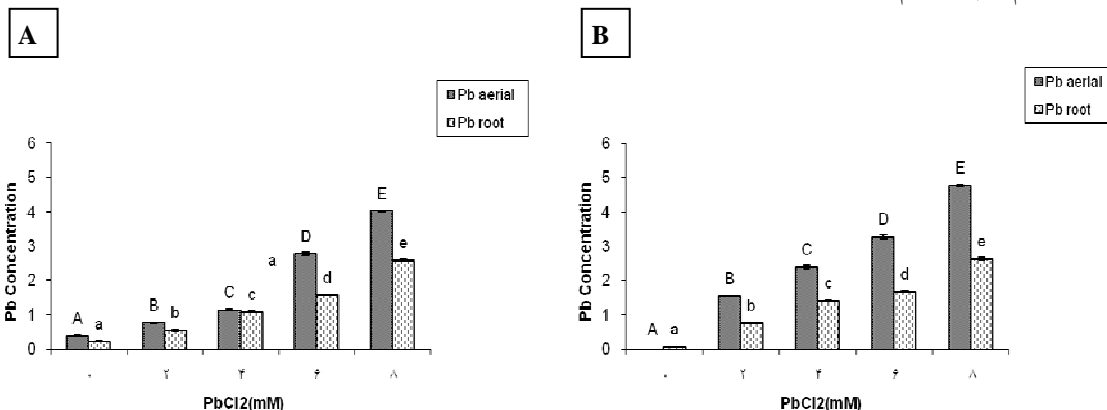 A
Pb aerial
Pb root
Pb Concentration
6
5
4
3
2
1
0
A a B b C c a D d E e
۰ ۲ ۴ ۶ ۸
PbCl2(mM)
B
Pb aerial
Pb root
Pb Concentration
6
5
4
3
2
1
0
A a B b C c D d E e
۰ ۲ ۴ ۶ ۸
PbCl2(mM)